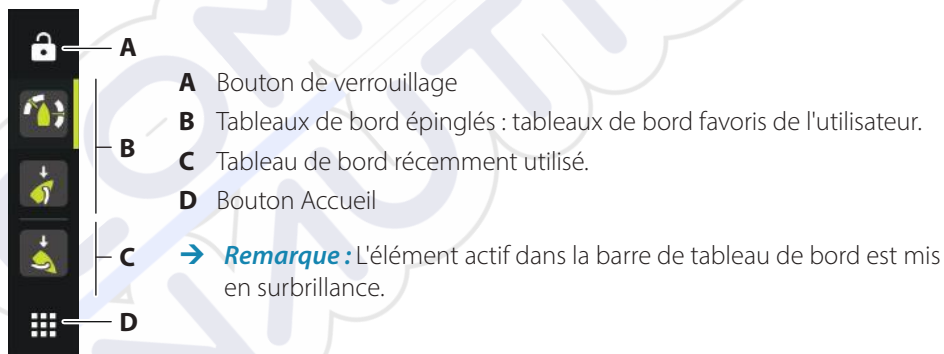 A
B
C
D
A Bouton de verrouillage
B Tableaux de bord épinglés : tableaux de bord favoris de l'utilisateur.
C Tableau de bord récemment utilisé.
D Bouton Accueil
→ Remarque : L'élément actif dans la barre de tableau de bord est mis
en surbrillance.